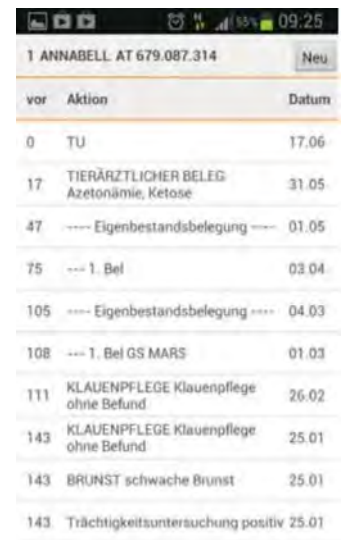 55% 09:25
1 ANNABELL AT 679.087.314 Neu
vor Aktion Datum
0 TU 17.06
17 TIERÄRZTLICHER BELEG 31.05
Azetonämie, Ketose
47 ---- Eigenbestandsbelegung ---- 01.05
75 --- 1. Bel 03.04
105 ---- Eigenbestandsbelegung ---- 04.03
108 --- 1. Bel GS MARS 01.03
111 KLAUENPFLEGE Klauenpflege 26.02
ohne Befund
143 KLAUENPFLEGE Klauenpflege 25.01
ohne Befund
143 BRUNST schwache Brunst 25.01
143 Trächtigkeitsuntersuchung positiv 25.01